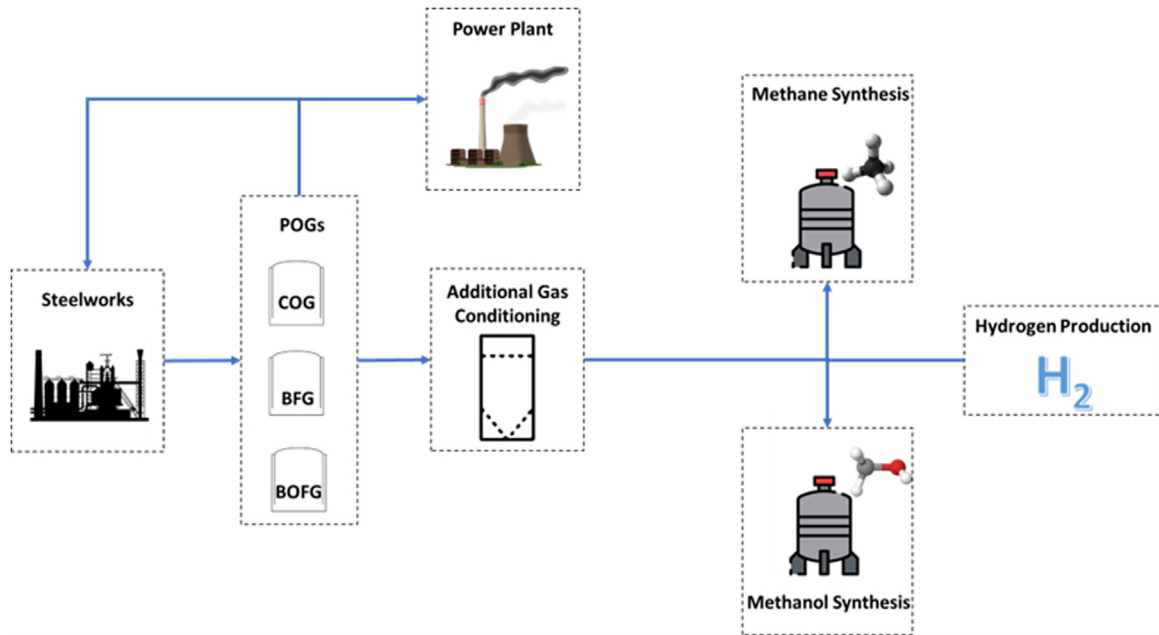 Power Plant
Methane Synthesis
POGs
Steelworks
COG
Additional Gas
Conditioning
Hydrogen Production
H₂
BFG
BOFG
Methanol Synthesis